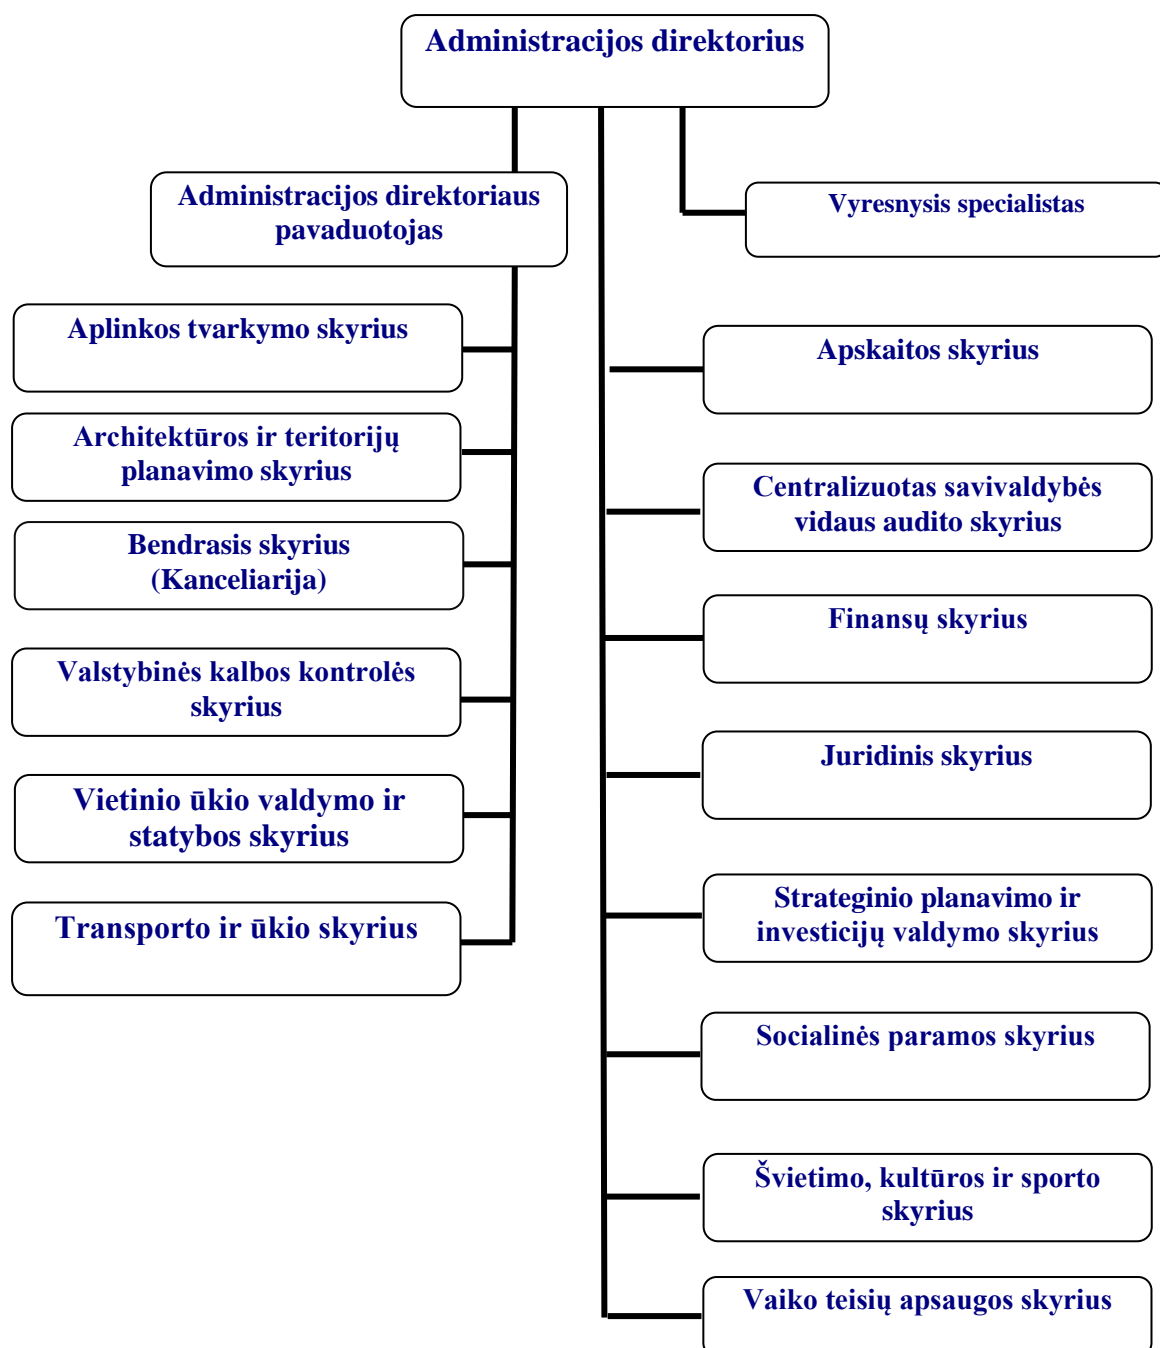 Administracijos direktorius
Administracijos direktoriaus
pavaduotojas
Vyresnysis specialistas
Aplinkos tvarkymo skyrius
Architektūros ir teritorijų
planavimo skyrius
Bendrasis skyrius
(Kanceliarija)
Valstybinės kalbos kontrolės
skyrius
Vietinio ūkio valdymo ir
statybos skyrius
Transporto ir ūkio skyrius
Apskaitos skyrius
Centralizuotas savivaldybės
vidaus audito skyrius
Finansų skyrius
Juridinis skyrius
Strateginio planavimo ir
investicijų valdymo skyrius
Socialinės paramos skyrius
Švietimo, kultūros ir sporto
skyrius
Vaiko teisių apsaugos skyrius